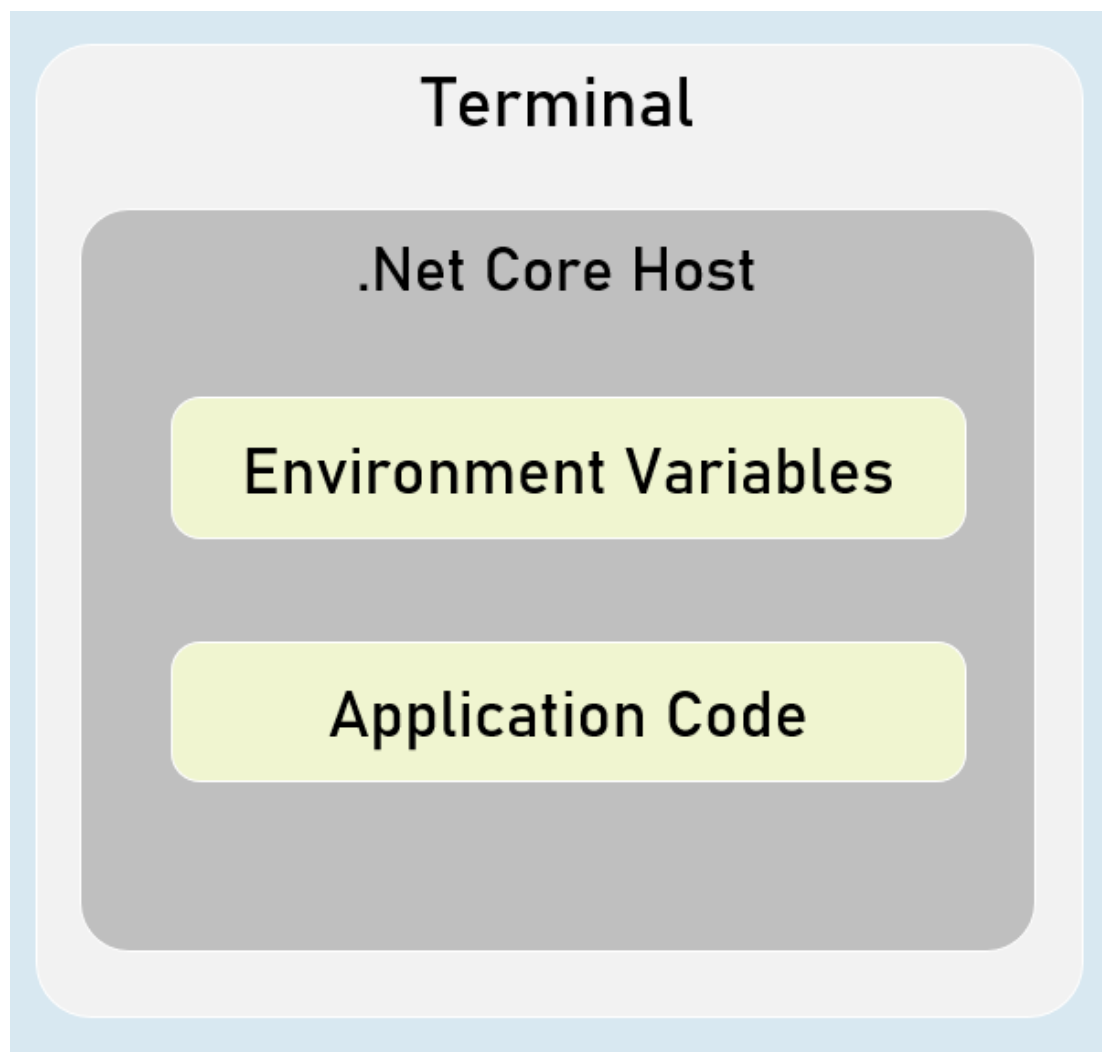 Terminal
.Net Core Host
Environment Variables
Application Code